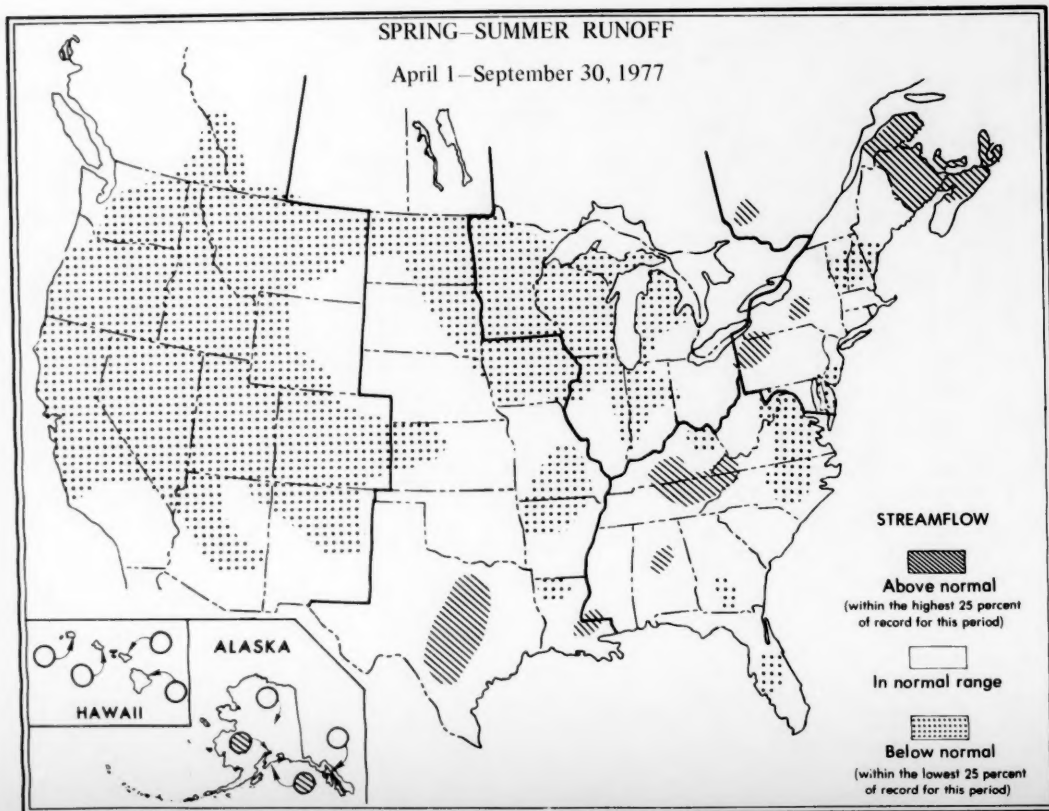 SPRING–SUMMER RUNOFF
April 1–September 30, 1977
STREAMFLOW
Above normal
(within the highest 25 percent
of record for this period)
In normal range
Below normal
(within the lowest 25 percent
of record for this period)
HAWAII
ALASKA